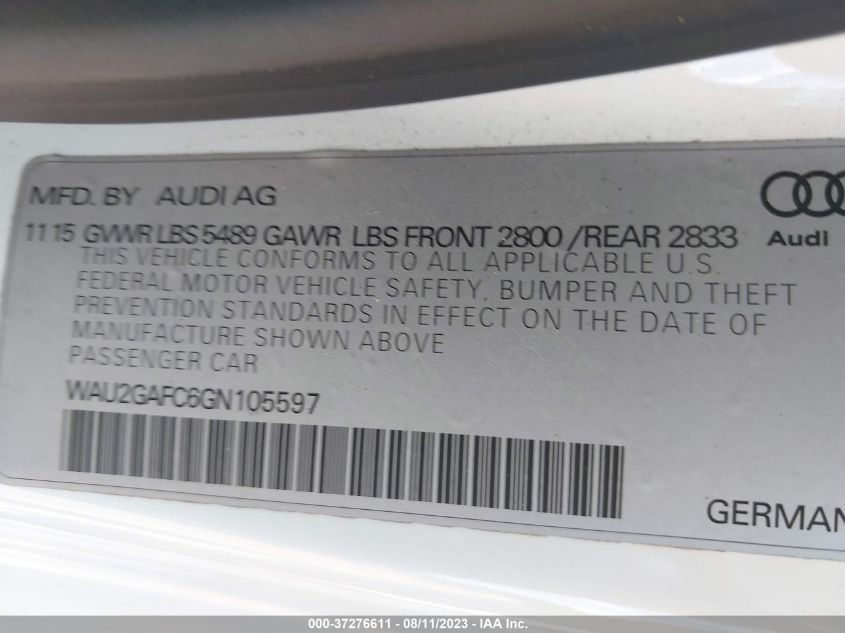 MFD. BY AUDI AG
11 15 GVWR LBS 5489 GAWR LBS FRONT 2800 /REAR 2833
Audi
THIS VEHICLE CONFORMS TO ALL APPLICABLE U.S.
FEDERAL MOTOR VEHICLE SAFETY, BUMPER AND THEFT
PREVENTION STANDARDS IN EFFECT ON THE DATE OF
MANUFACTURE SHOWN ABOVE
PASSENGER CAR
WAU2GAFC6GN105597
GERMAN
000-37276611 - 08/11/2023 - IAA Inc.